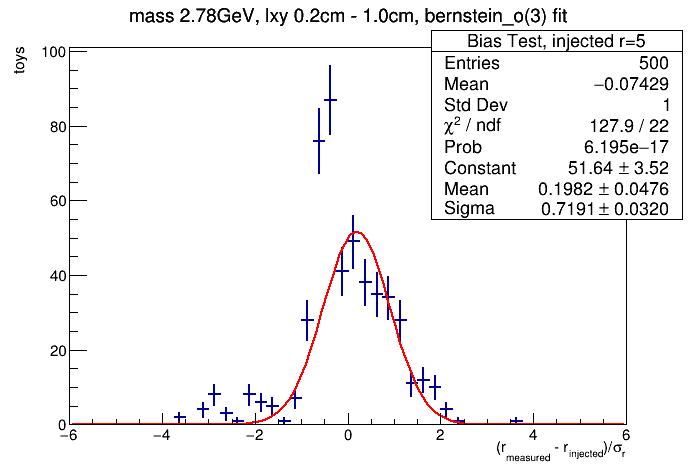 mass 2.78GeV, lxy 0.2cm - 1.0cm, bernstein_o(3) fit
Bias Test, injected r=5
Entries 500
Mean −0.07429
Std Dev 1
χ² / ndf 127.9 / 22
Prob 6.195e−17
Constant 51.64 ± 3.52
Mean 0.1982 ± 0.0476
Sigma 0.7191 ± 0.0320
toys
100
80
60
40
20
0
−6 −4 −2 0 2 4 6
(r_measured - r_injected)/σ_r